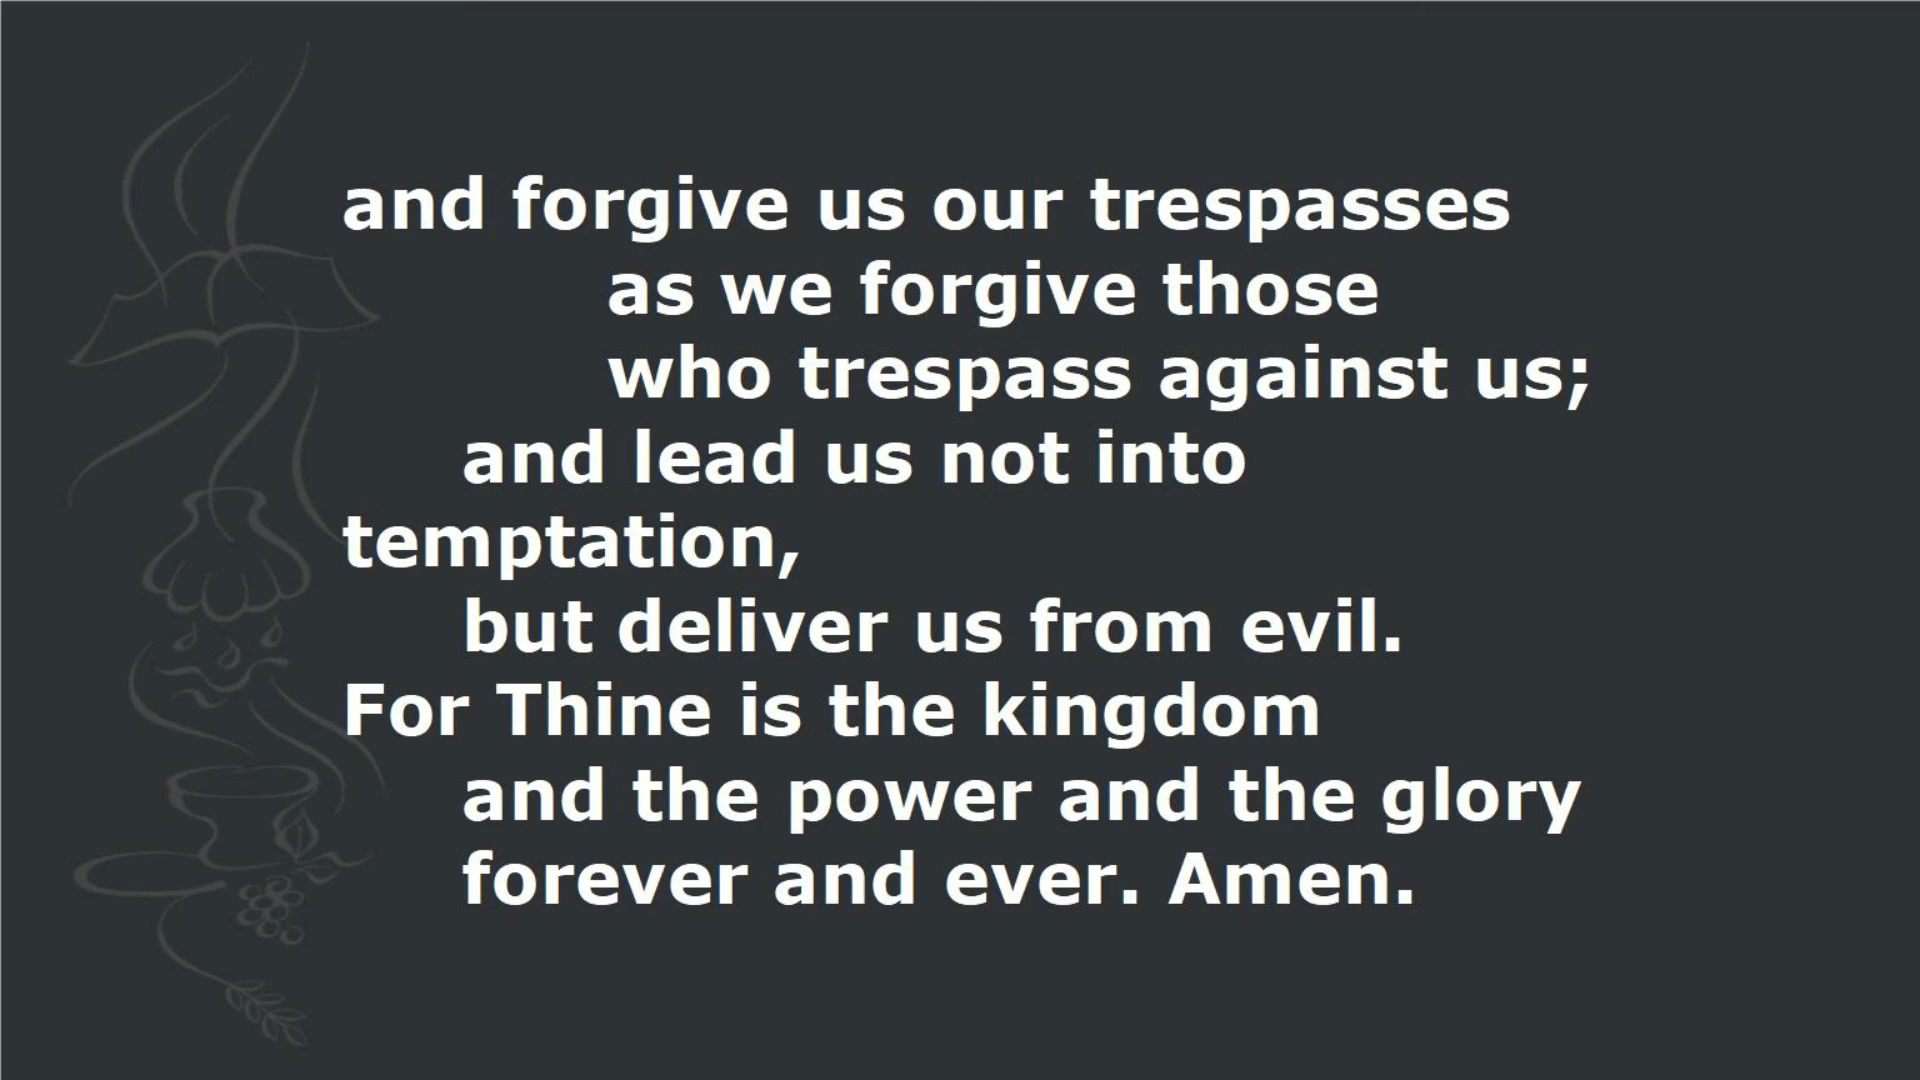 and forgive us our trespasses
as we forgive those
who trespass against us;
and lead us not into
temptation,
but deliver us from evil.
For Thine is the kingdom
and the power and the glory
forever and ever. Amen.